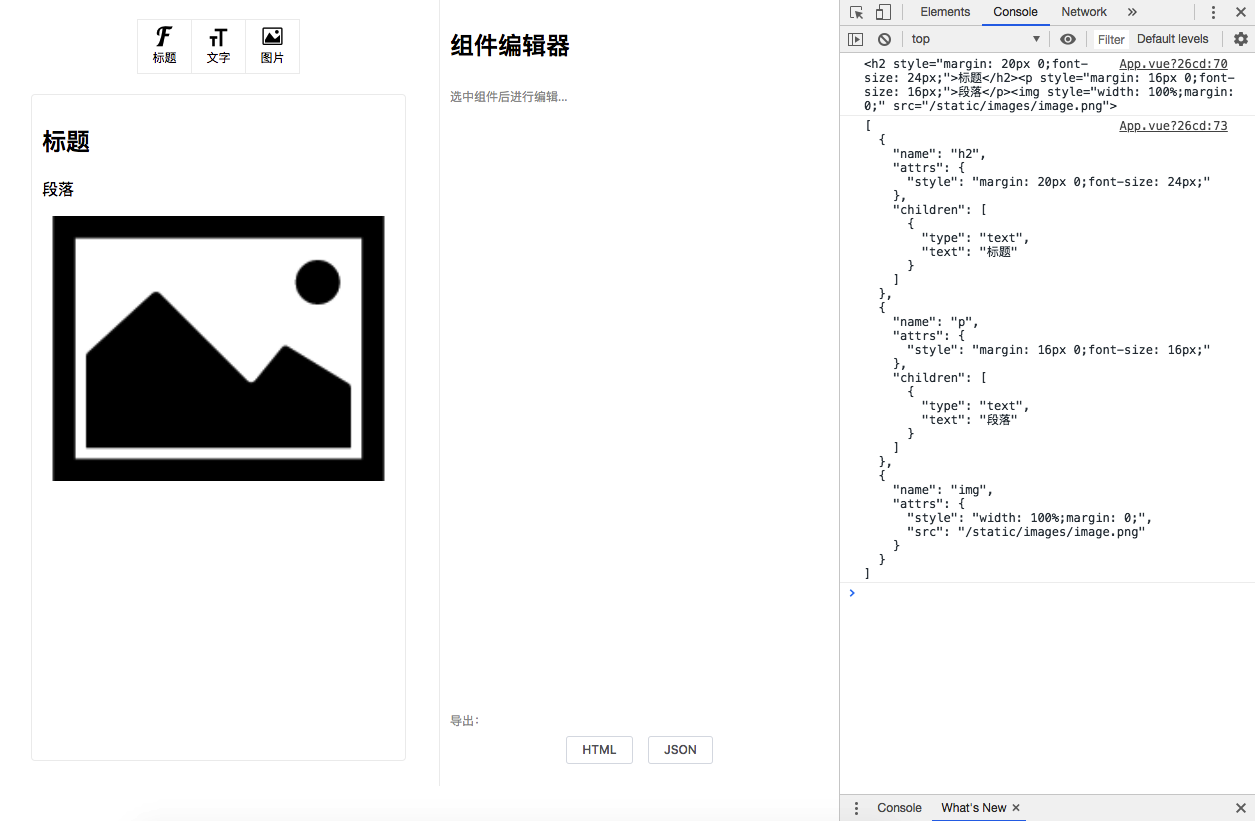 标题
文字
图片
标题
段落
组件编辑器
选中组件后进行编辑...
导出:
HTML
JSON
Elements
Console
Network
»
top
Filter
Default levels
<h2 style="margin: 20px 0;font-
App.vue?26cd:70
size: 24px;">标题</h2><p style="margin: 16px 0;font-
size: 16px;">段落</p><img style="width: 100%;margin:
0;" src="/static/images/image.png">
[
App.vue?26cd:73
{
"name": "h2",
"attrs": {
"style": "margin: 20px 0;font-size: 24px;"
},
"children": [
{
"type": "text",
"text": "标题"
}
]
},
{
"name": "p",
"attrs": {
"style": "margin: 16px 0;font-size: 16px;"
},
"children": [
{
"type": "text",
"text": "段落"
}
]
},
{
"name": "img",
"attrs": {
"style": "width: 100%;margin: 0;",
"src": "/static/images/image.png"
}
}
]
Console
What's New